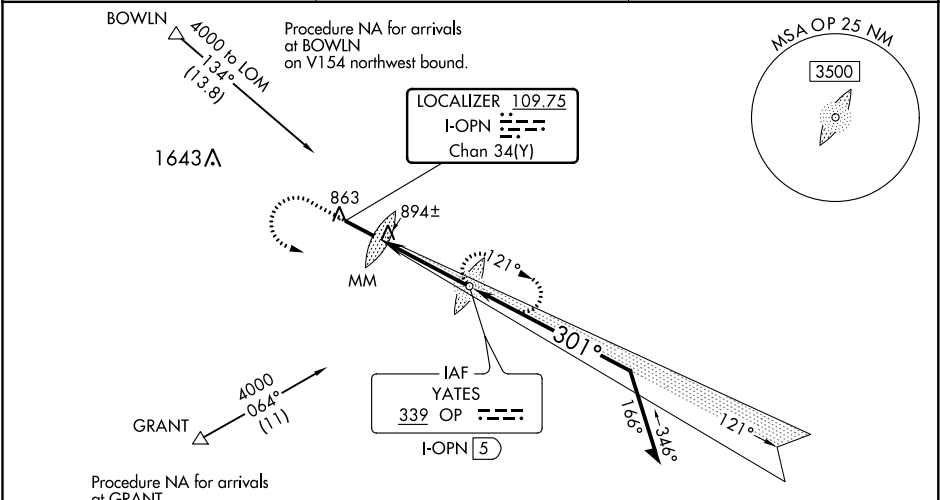 BOWLN
4000 to LOM
134°
(13.8)
Procedure NA for arrivals
at BOWLN
on V154 northwest bound.
MSA OP 25 NM
3500
LOCALIZER 109.75
I-OPN
Chan 34(Y)
1643
863
894±
MM
121°
301°
IAF
YATES
339 OP
I-OPN 5
166°
346°
121°
4000
064°
(11)
GRANT
Procedure NA for arrivals
at GRANT